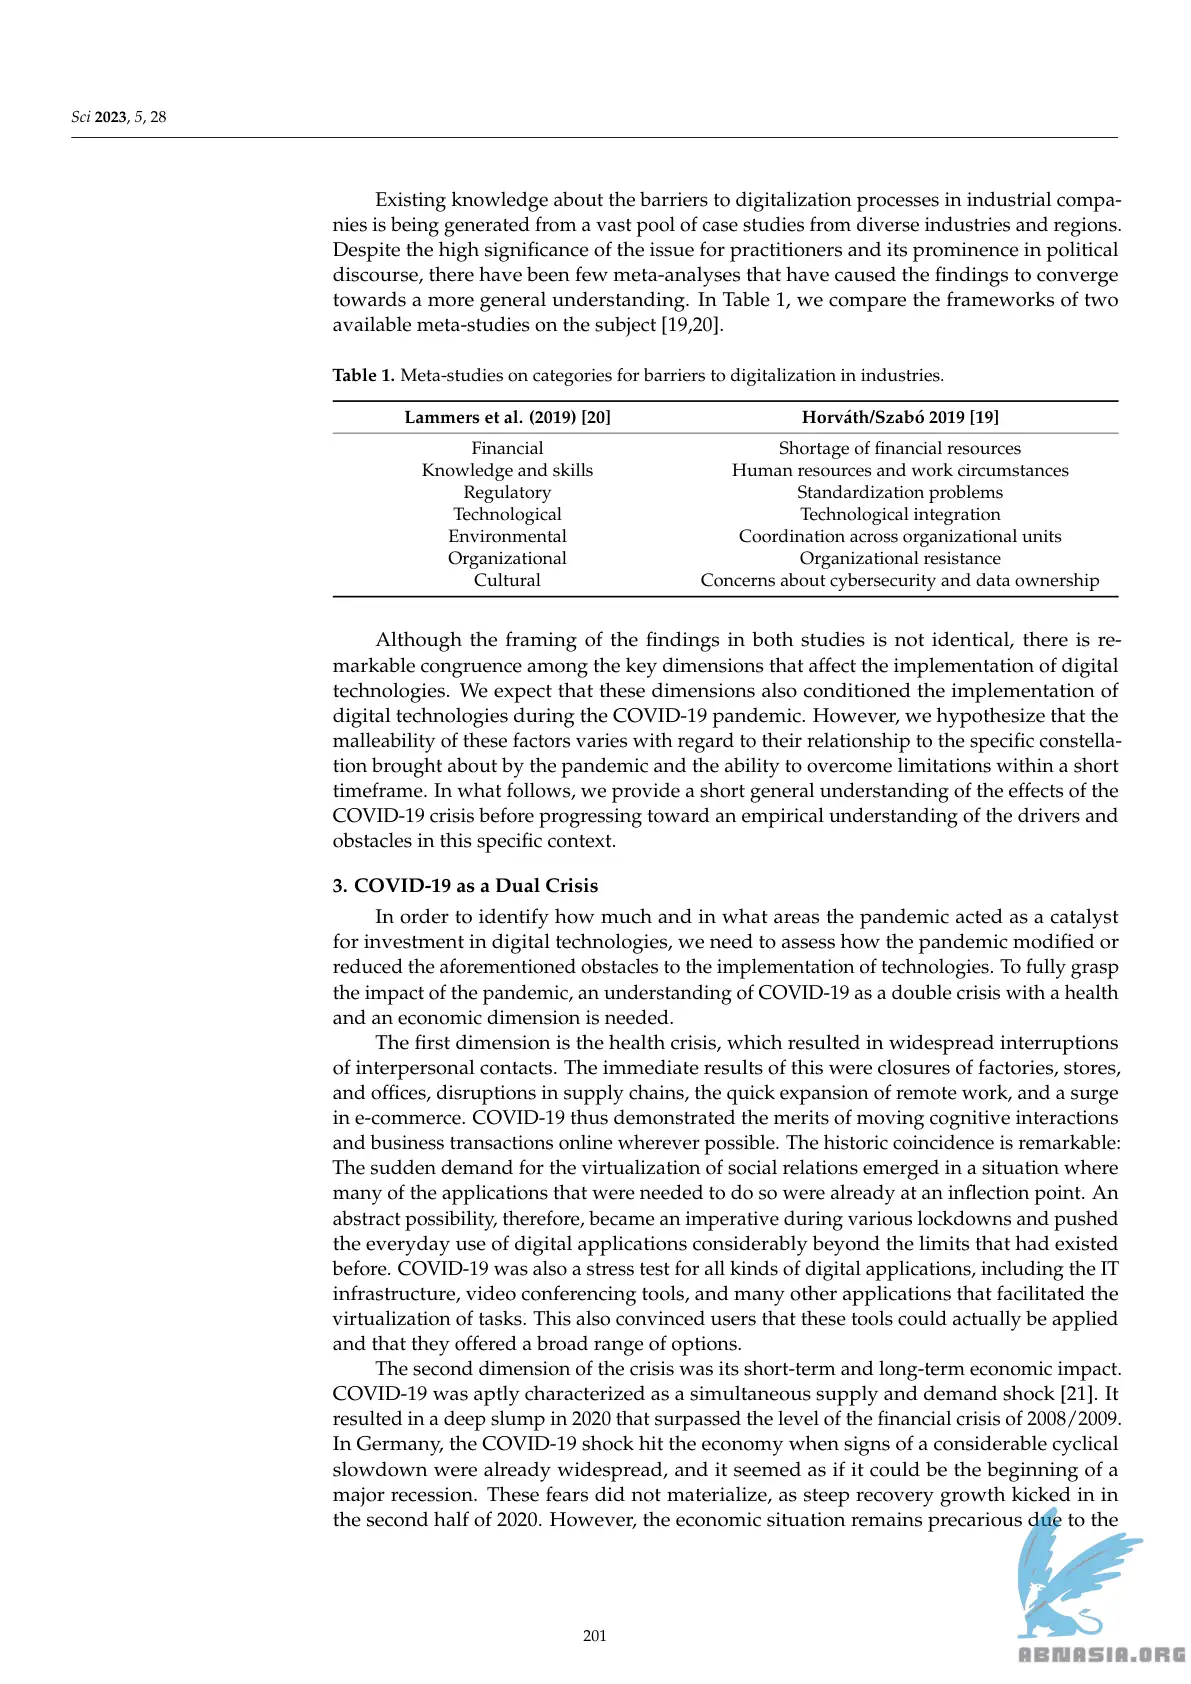 Sci 2023, 5, 28
Existing knowledge about the barriers to digitalization processes in industrial compa-
nies is being generated from a vast pool of case studies from diverse industries and regions.
Despite the high significance of the issue for practitioners and its prominence in political
discourse, there have been few meta-analyses that have caused the findings to converge
towards a more general understanding. In Table 1, we compare the frameworks of two
available meta-studies on the subject [19,20].
Table 1. Meta-studies on categories for barriers to digitalization in industries.
Lammers et al. (2019) [20] Horváth/Szabó 2019 [19]
Financial Shortage of financial resources
Knowledge and skills Human resources and work circumstances
Regulatory Standardization problems
Technological Technological integration
Environmental Coordination across organizational units
Organizational Organizational resistance
Cultural Concerns about cybersecurity and data ownership
Although the framing of the findings in both studies is not identical, there is re-
markable congruence among the key dimensions that affect the implementation of digital
technologies. We expect that these dimensions also conditioned the implementation of
digital technologies during the COVID-19 pandemic. However, we hypothesize that the
malleability of these factors varies with regard to their relationship to the specific constella-
tion brought about by the pandemic and the ability to overcome limitations within a short
timeframe. In what follows, we provide a short general understanding of the effects of the
COVID-19 crisis before progressing toward an empirical understanding of the drivers and
obstacles in this specific context.
3. COVID-19 as a Dual Crisis
In order to identify how much and in what areas the pandemic acted as a catalyst
for investment in digital technologies, we need to assess how the pandemic modified or
reduced the aforementioned obstacles to the implementation of technologies. To fully grasp
the impact of the pandemic, an understanding of COVID-19 as a double crisis with a health
and an economic dimension is needed.
The first dimension is the health crisis, which resulted in widespread interruptions
of interpersonal contacts. The immediate results of this were closures of factories, stores,
and offices, disruptions in supply chains, the quick expansion of remote work, and a surge
in e-commerce. COVID-19 thus demonstrated the merits of moving cognitive interactions
and business transactions online wherever possible. The historic coincidence is remarkable:
The sudden demand for the virtualization of social relations emerged in a situation where
many of the applications that were needed to do so were already at an inflection point. An
abstract possibility, therefore, became an imperative during various lockdowns and pushed
the everyday use of digital applications considerably beyond the limits that had existed
before. COVID-19 was also a stress test for all kinds of digital applications, including the IT
infrastructure, video conferencing tools, and many other applications that facilitated the
virtualization of tasks. This also convinced users that these tools could actually be applied
and that they offered a broad range of options.
The second dimension of the crisis was its short-term and long-term economic impact.
COVID-19 was aptly characterized as a simultaneous supply and demand shock [21]. It
resulted in a deep slump in 2020 that surpassed the level of the financial crisis of 2008/2009.
In Germany, the COVID-19 shock hit the economy when signs of a considerable cyclical
slowdown were already widespread, and it seemed as if it could be the beginning of a
major recession. These fears did not materialize, as steep recovery growth kicked in in
the second half of 2020. However, the economic situation remains precarious due to the
201
ABNASIA.ORG